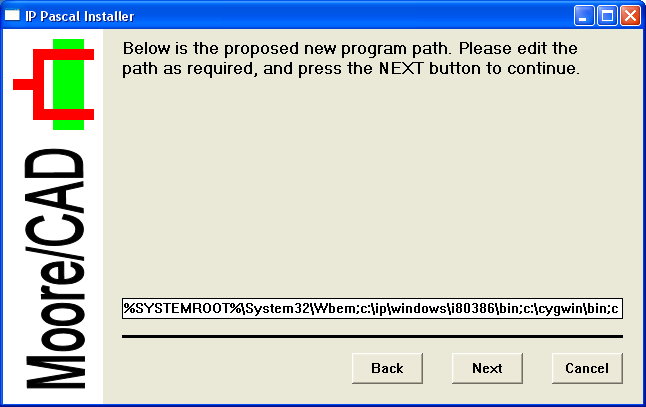 IP Pascal Installer
Below is the proposed new program path. Please edit the
path as required, and press the NEXT button to continue.
Moore/CAD
%SYSTEMROOT%\System32\Wbem;c:\ip\windows\i80386\bin;c:\cygwin\bin;c
Back
Next
Cancel